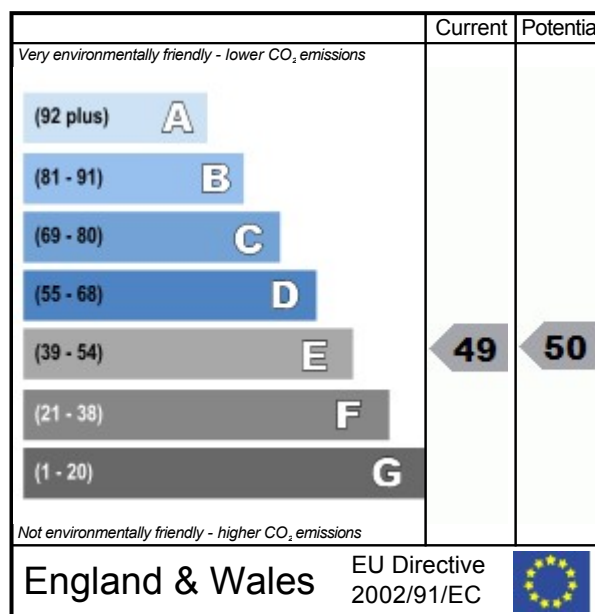 Current Potentia
Very environmentally friendly - lower CO₂ emissions
(92 plus) A
(81 - 91) B
(69 - 80) C
(55 - 68) D
(39 - 54) E 49 50
(21 - 38) F
(1 - 20) G
Not environmentally friendly - higher CO₂ emissions
England & Wales
EU Directive
2002/91/EC